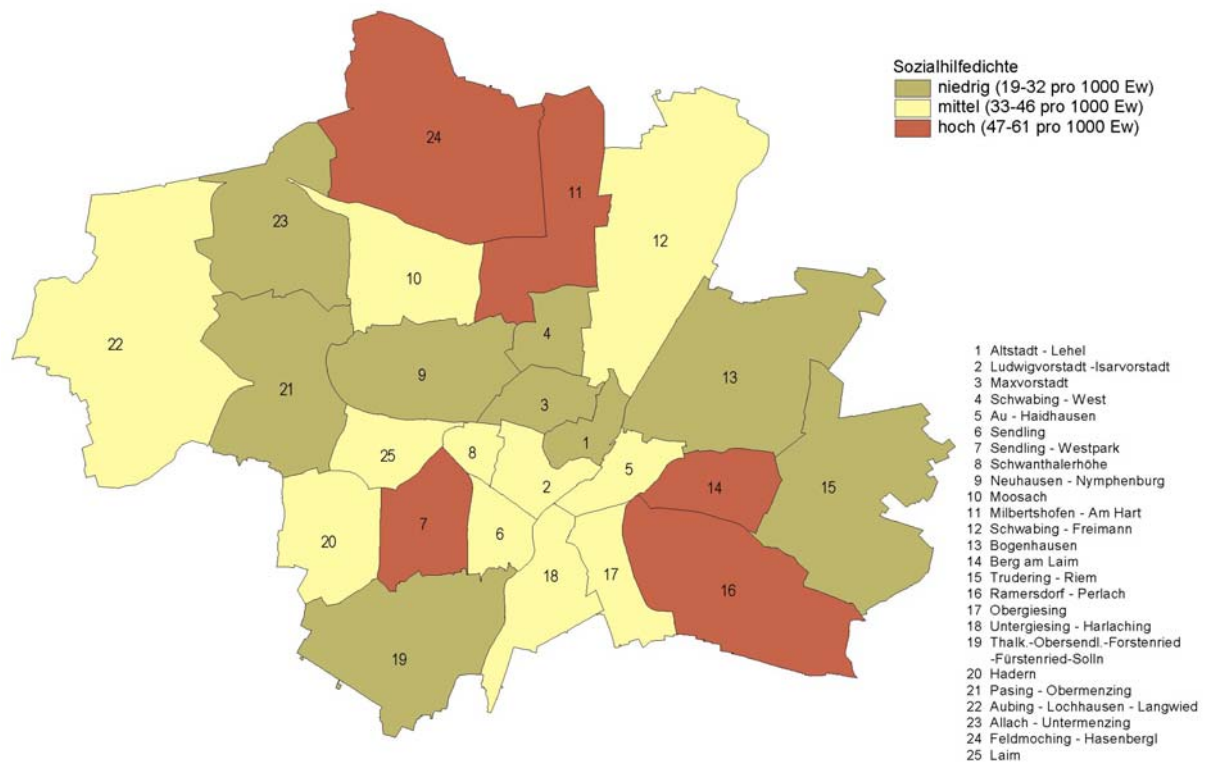 Sozialhilfedichte
niedrig (19-32 pro 1000 Ew)
mittel (33-46 pro 1000 Ew)
hoch (47-61 pro 1000 Ew)
24
11
12
23
10
22
4
9
13
21
3
1
25
8
5
2
14
15
7
6
20
18
17
16
19
1 Altstadt - Lehel
2 Ludwigvorstadt -Isarvorstadt
3 Maxvorstadt
4 Schwabing - West
5 Au - Haidhausen
6 Sendling
7 Sendling - Westpark
8 Schwanthalerhöhe
9 Neuhausen - Nymphenburg
10 Moosach
11 Milbertshofen - Am Hart
12 Schwabing - Freimann
13 Bogenhausen
14 Berg am Laim
15 Trudering - Riem
16 Ramersdorf - Perlach
17 Obergiesing
18 Untergiesing - Harlaching
19 Thalk.-Obersendl.-Forstenried
-Fürstenried-Solln
20 Hadern
21 Pasing - Obermenzing
22 Aubing - Lochhausen - Langwied
23 Allach - Untermenzing
24 Feldmoching - Hasenbergl
25 Laim